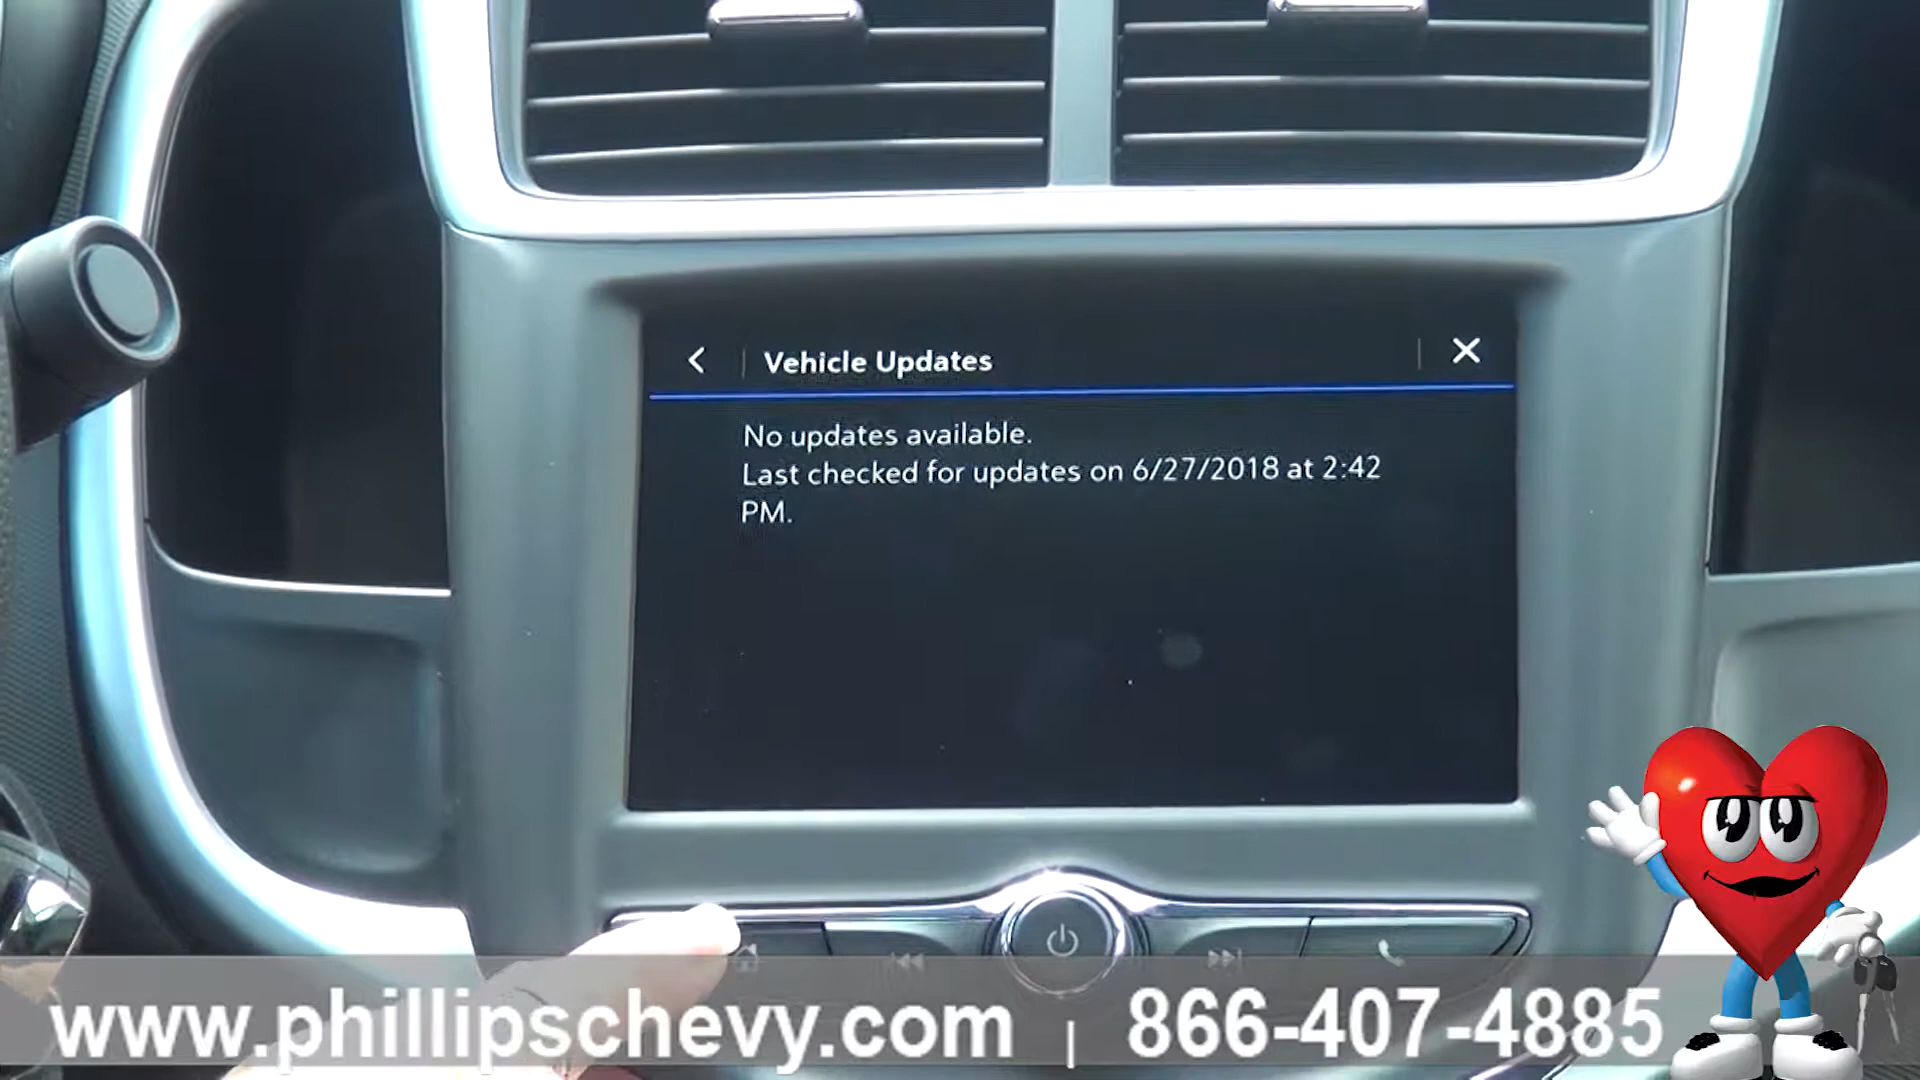 Vehicle Updates
No updates available.
Last checked for updates on 6/27/2018 at 2:42
PM.
www.phillipschevy.com | 866-407-4885